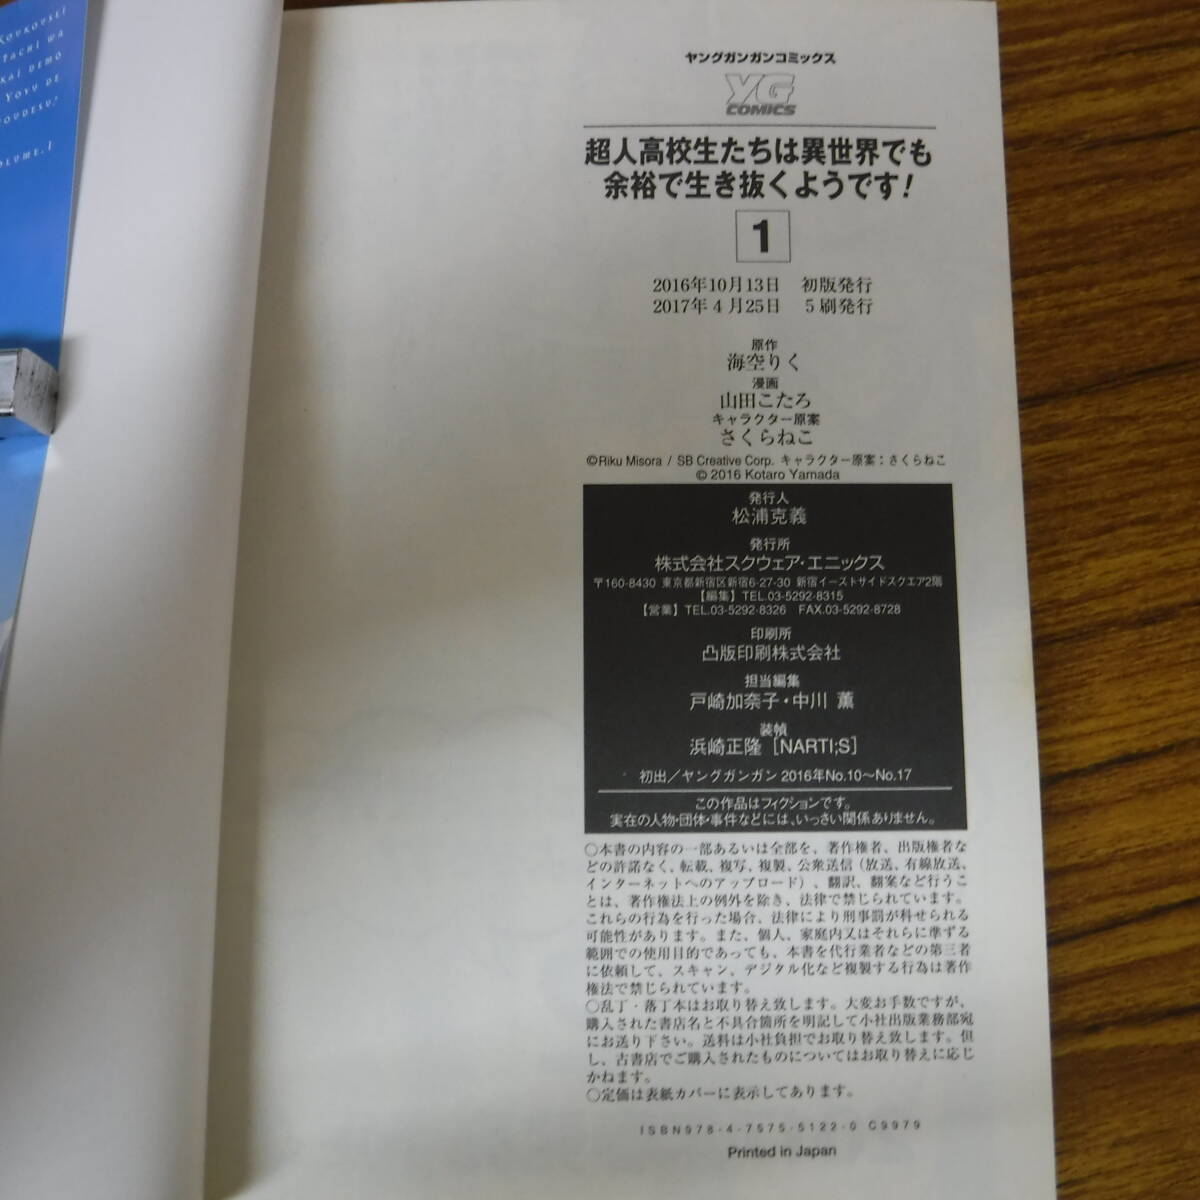 KOUKOUSEI
TACHI WA
KAI DEMO
YOYU DE
YOUDESU!
VOLUME.1
ヤングガンガンコミックス
YG
COMICS
超人高校生たちは異世界でも
余裕で生き抜くようです!
1
2016年10月13日 初版発行
2017年4月25日 5刷発行
原作
海空りく
漫画
山田こたろ
キャラクター原案
さくらねこ
©Riku Misora / SB Creative Corp. キャラクター原案:さくらねこ
© 2016 Kotaro Yamada
発行人
松浦克義
発行所
株式会社スクウェア・エニックス
〒160-8430 東京都新宿区新宿6-27-30 新宿イーストサイドスクエア2階
【編集】TEL.03-5292-8315
【営業】TEL.03-5292-8326 FAX.03-5292-8728
印刷所
凸版印刷株式会社
担当編集
戸崎加奈子・中川 薫
装幀
浜崎正隆[NARTI;S]
初出/ヤングガンガン 2016年No.10~No.17
この作品はフィクションです。
実在の人物・団体・事件などには、いっさい関係ありません。
○本書の内容の一部あるいは全部を、著作権者、出版権者な
どの許諾なく、転載、複写、複製、公衆送信(放送、有線放送、
インターネットへのアップロード)、翻訳、翻案など行うこ
とは、著作権法上の例外を除き、法律で禁じられています。
これらの行為を行った場合、法律により刑事罰が科せられる
可能性があります。また、個人、家庭内又はそれらに準ずる
範囲での使用目的であっても、本書を代行業者などの第三者
に依頼して、スキャン、デジタル化など複製する行為は著作
権法で禁じられています。
○乱丁・落丁本はお取り替え致します。大変お手数ですが、
購入された書店名と不具合箇所を明記して小社出版業務部宛
にお送り下さい。送料は小社負担でお取り替え致します。但
し、古書店でご購入されたものについてはお取り替えに応じ
かねます。
○定価は表紙カバーに表示してあります。
ISBN978-4-7575-5122-0 C9979
Printed in Japan